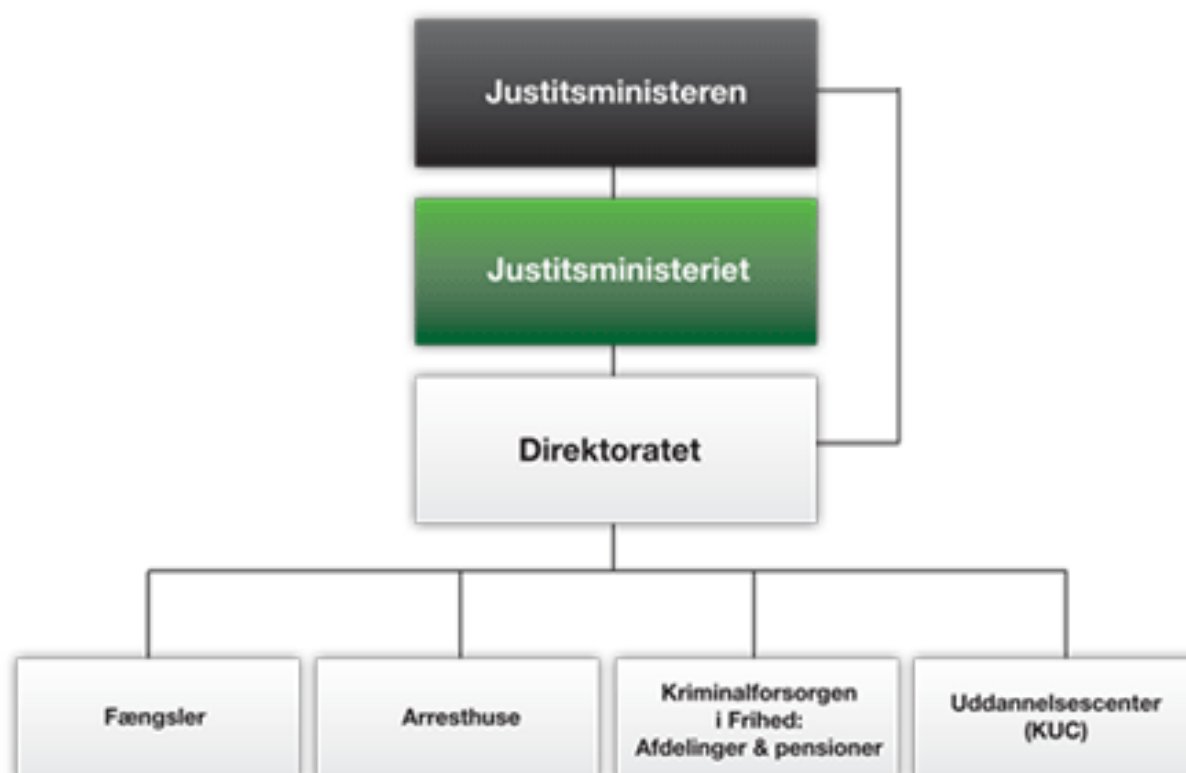 Justitsministeren
Justitsministeriet
Direktoratet
Fængsler
Arresthuse
Kriminalforsorgen
i Frihed:
Afdelinger & pensioner
Uddannelsescenter
(KUC)